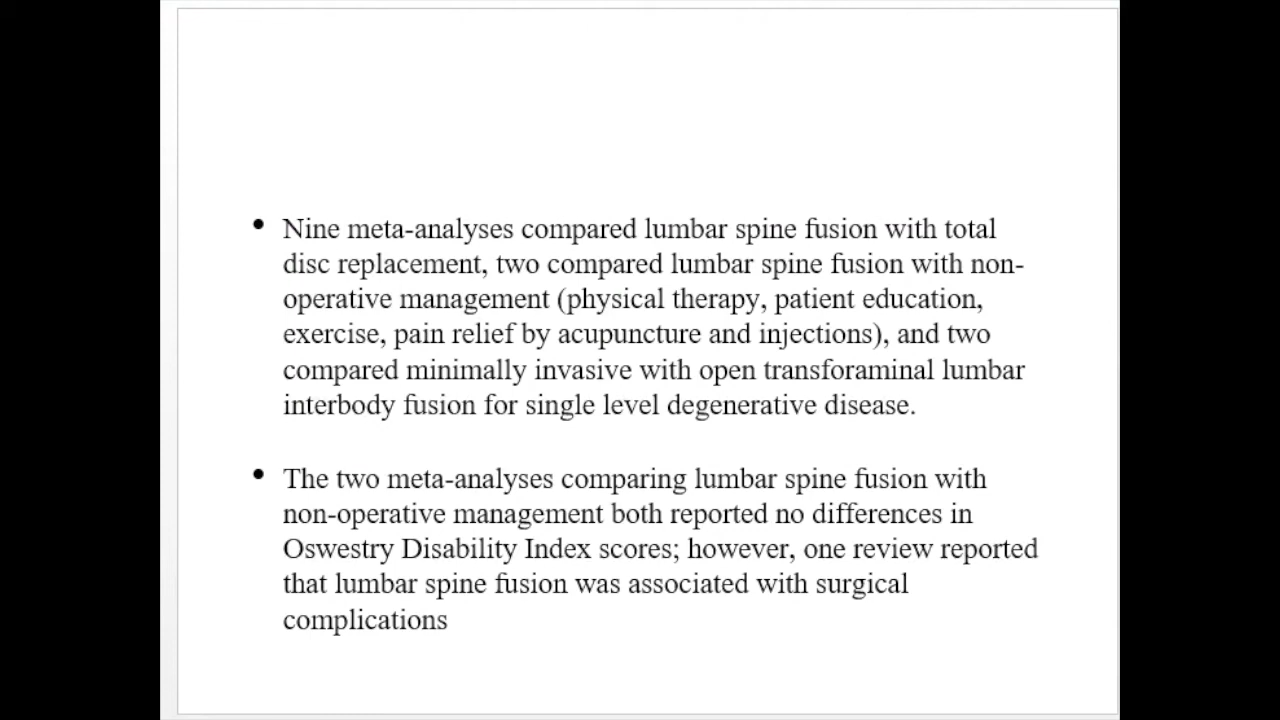 • Nine meta-analyses compared lumbar spine fusion with total
disc replacement, two compared lumbar spine fusion with non-
operative management (physical therapy, patient education,
exercise, pain relief by acupuncture and injections), and two
compared minimally invasive with open transforaminal lumbar
interbody fusion for single level degenerative disease.
• The two meta-analyses comparing lumbar spine fusion with
non-operative management both reported no differences in
Oswestry Disability Index scores; however, one review reported
that lumbar spine fusion was associated with surgical
complications